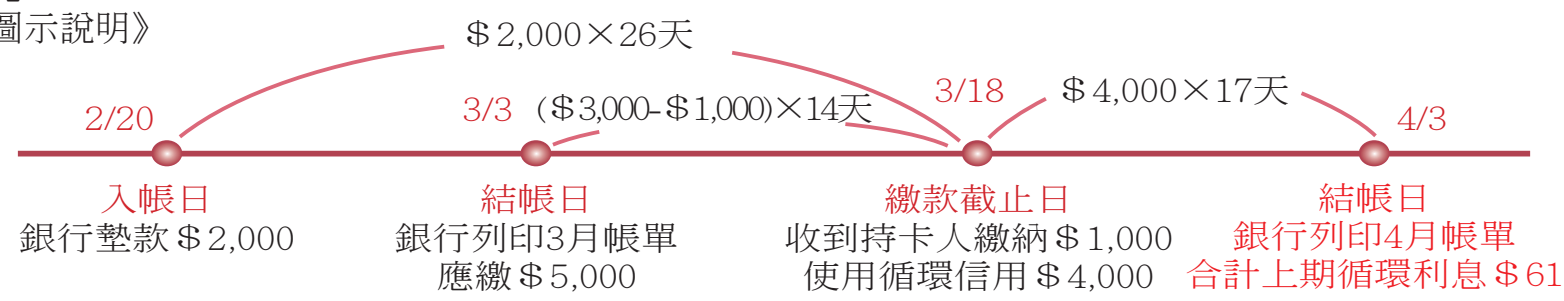 圖示說明》
＄2,000×26天
2/20
3/3
(＄3,000-＄1,000)×14天
3/18
＄4,000×17天
4/3
入帳日
銀行墊款＄2,000
結帳日
銀行列印3月帳單
應繳＄5,000
繳款截止日
收到持卡人繳納＄1,000
使用循環信用＄4,000
結帳日
銀行列印4月帳單
合計上期循環利息＄61